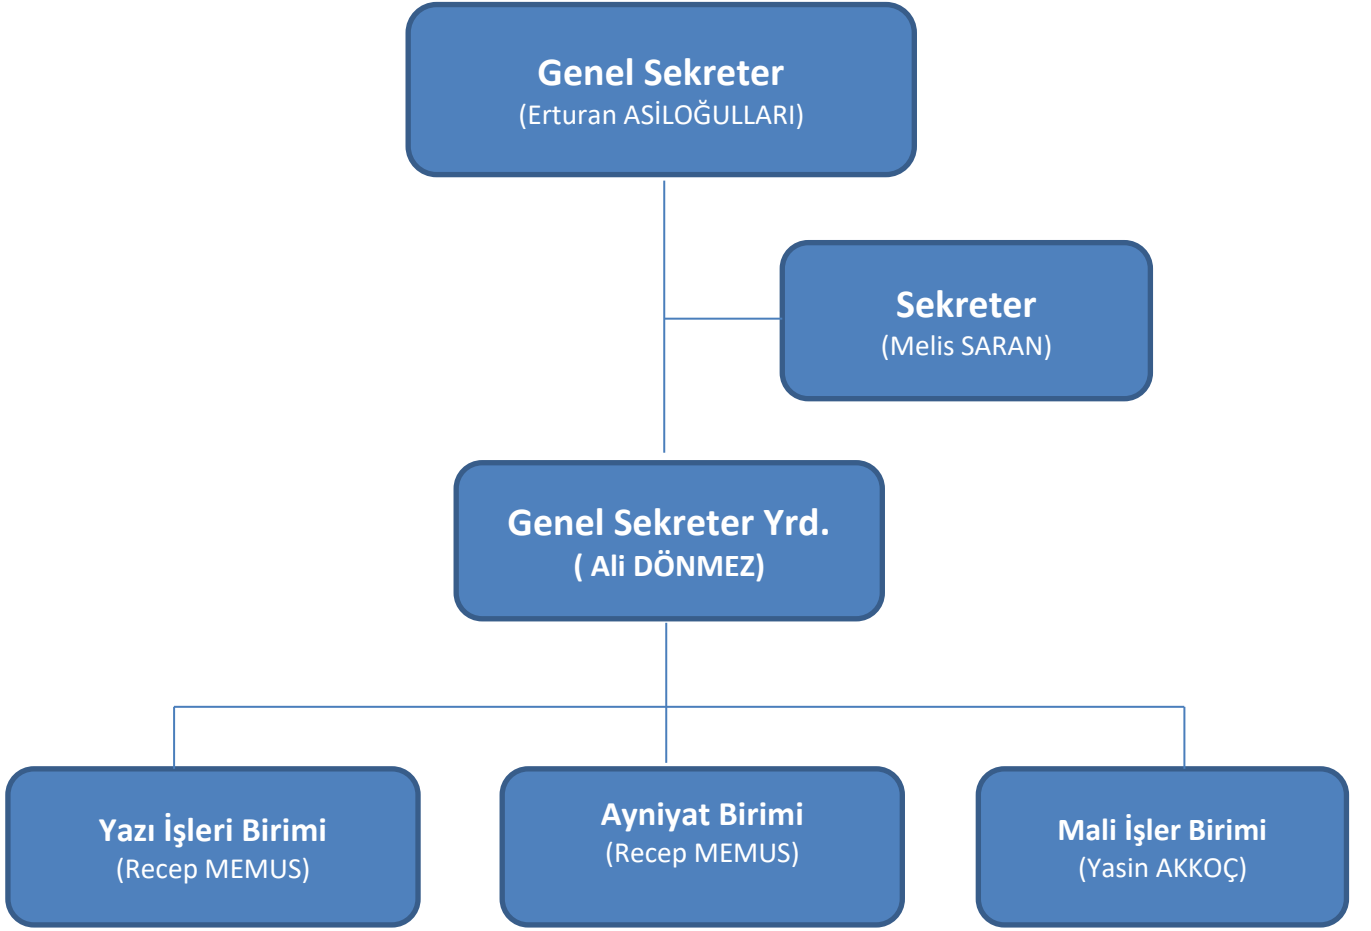 Genel Sekreter
(Erturan ASİLOĞULLARI)
Sekreter
(Melis SARAN)
Genel Sekreter Yrd.
( Ali DÖNMEZ)
Yazı İşleri Birimi
(Recep MEMUS)
Ayniyat Birimi
(Recep MEMUS)
Mali İşler Birimi
(Yasin AKKOÇ)